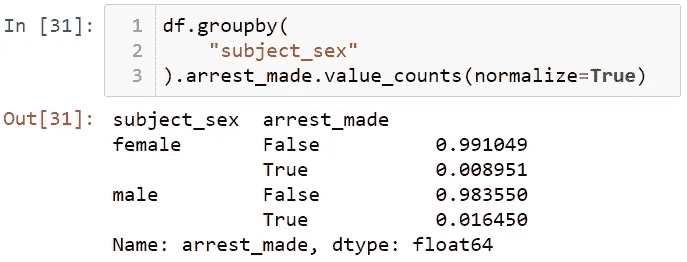 In [31]:
1 df.groupby(
2     "subject_sex"
3 ).arrest_made.value_counts(normalize=True)
Out[31]: subject_sex  arrest_made
female       False          0.991049
             True           0.008951
male         False          0.983550
             True           0.016450
Name: arrest_made, dtype: float64